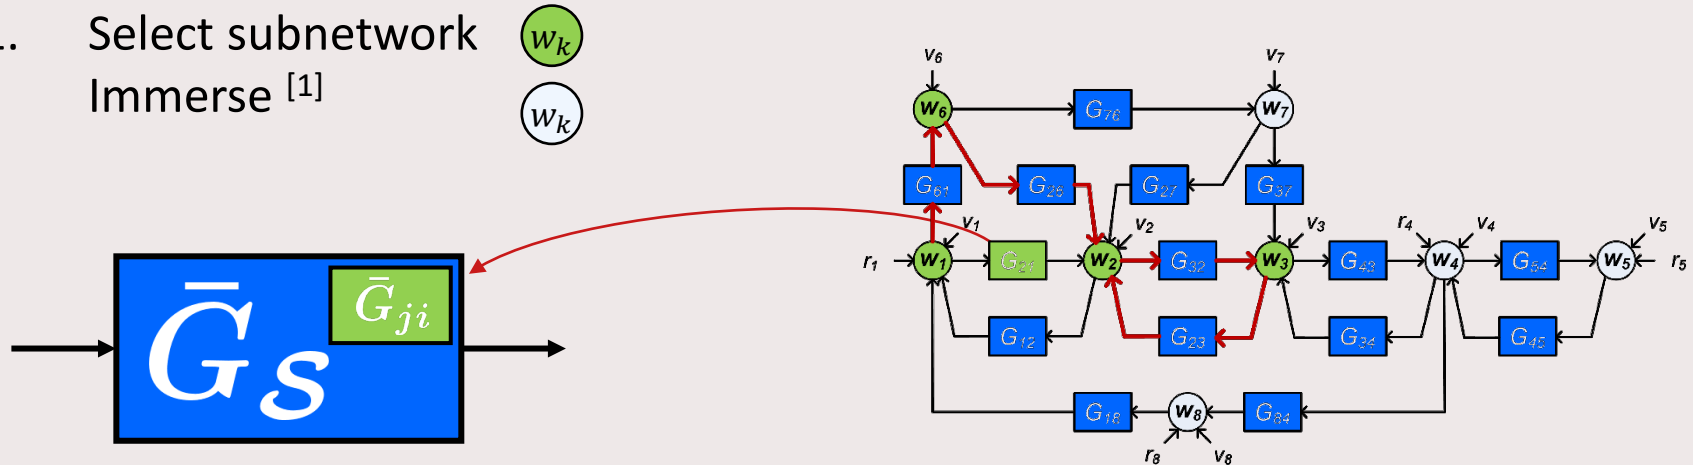 1. Select subnetwork w_k
Immerse [1] w_k
Ḡ_S Ḡ_ji
v6 v7
w6 G76 w7
G61 G26 G27 G37
v1 v2 v3 r4 v4 v5
r1 w1 G21 w2 G32 w3 G43 w4 G54 w5 r5
G12 G23 G34 G45
G18 w8 G84
r8 v8